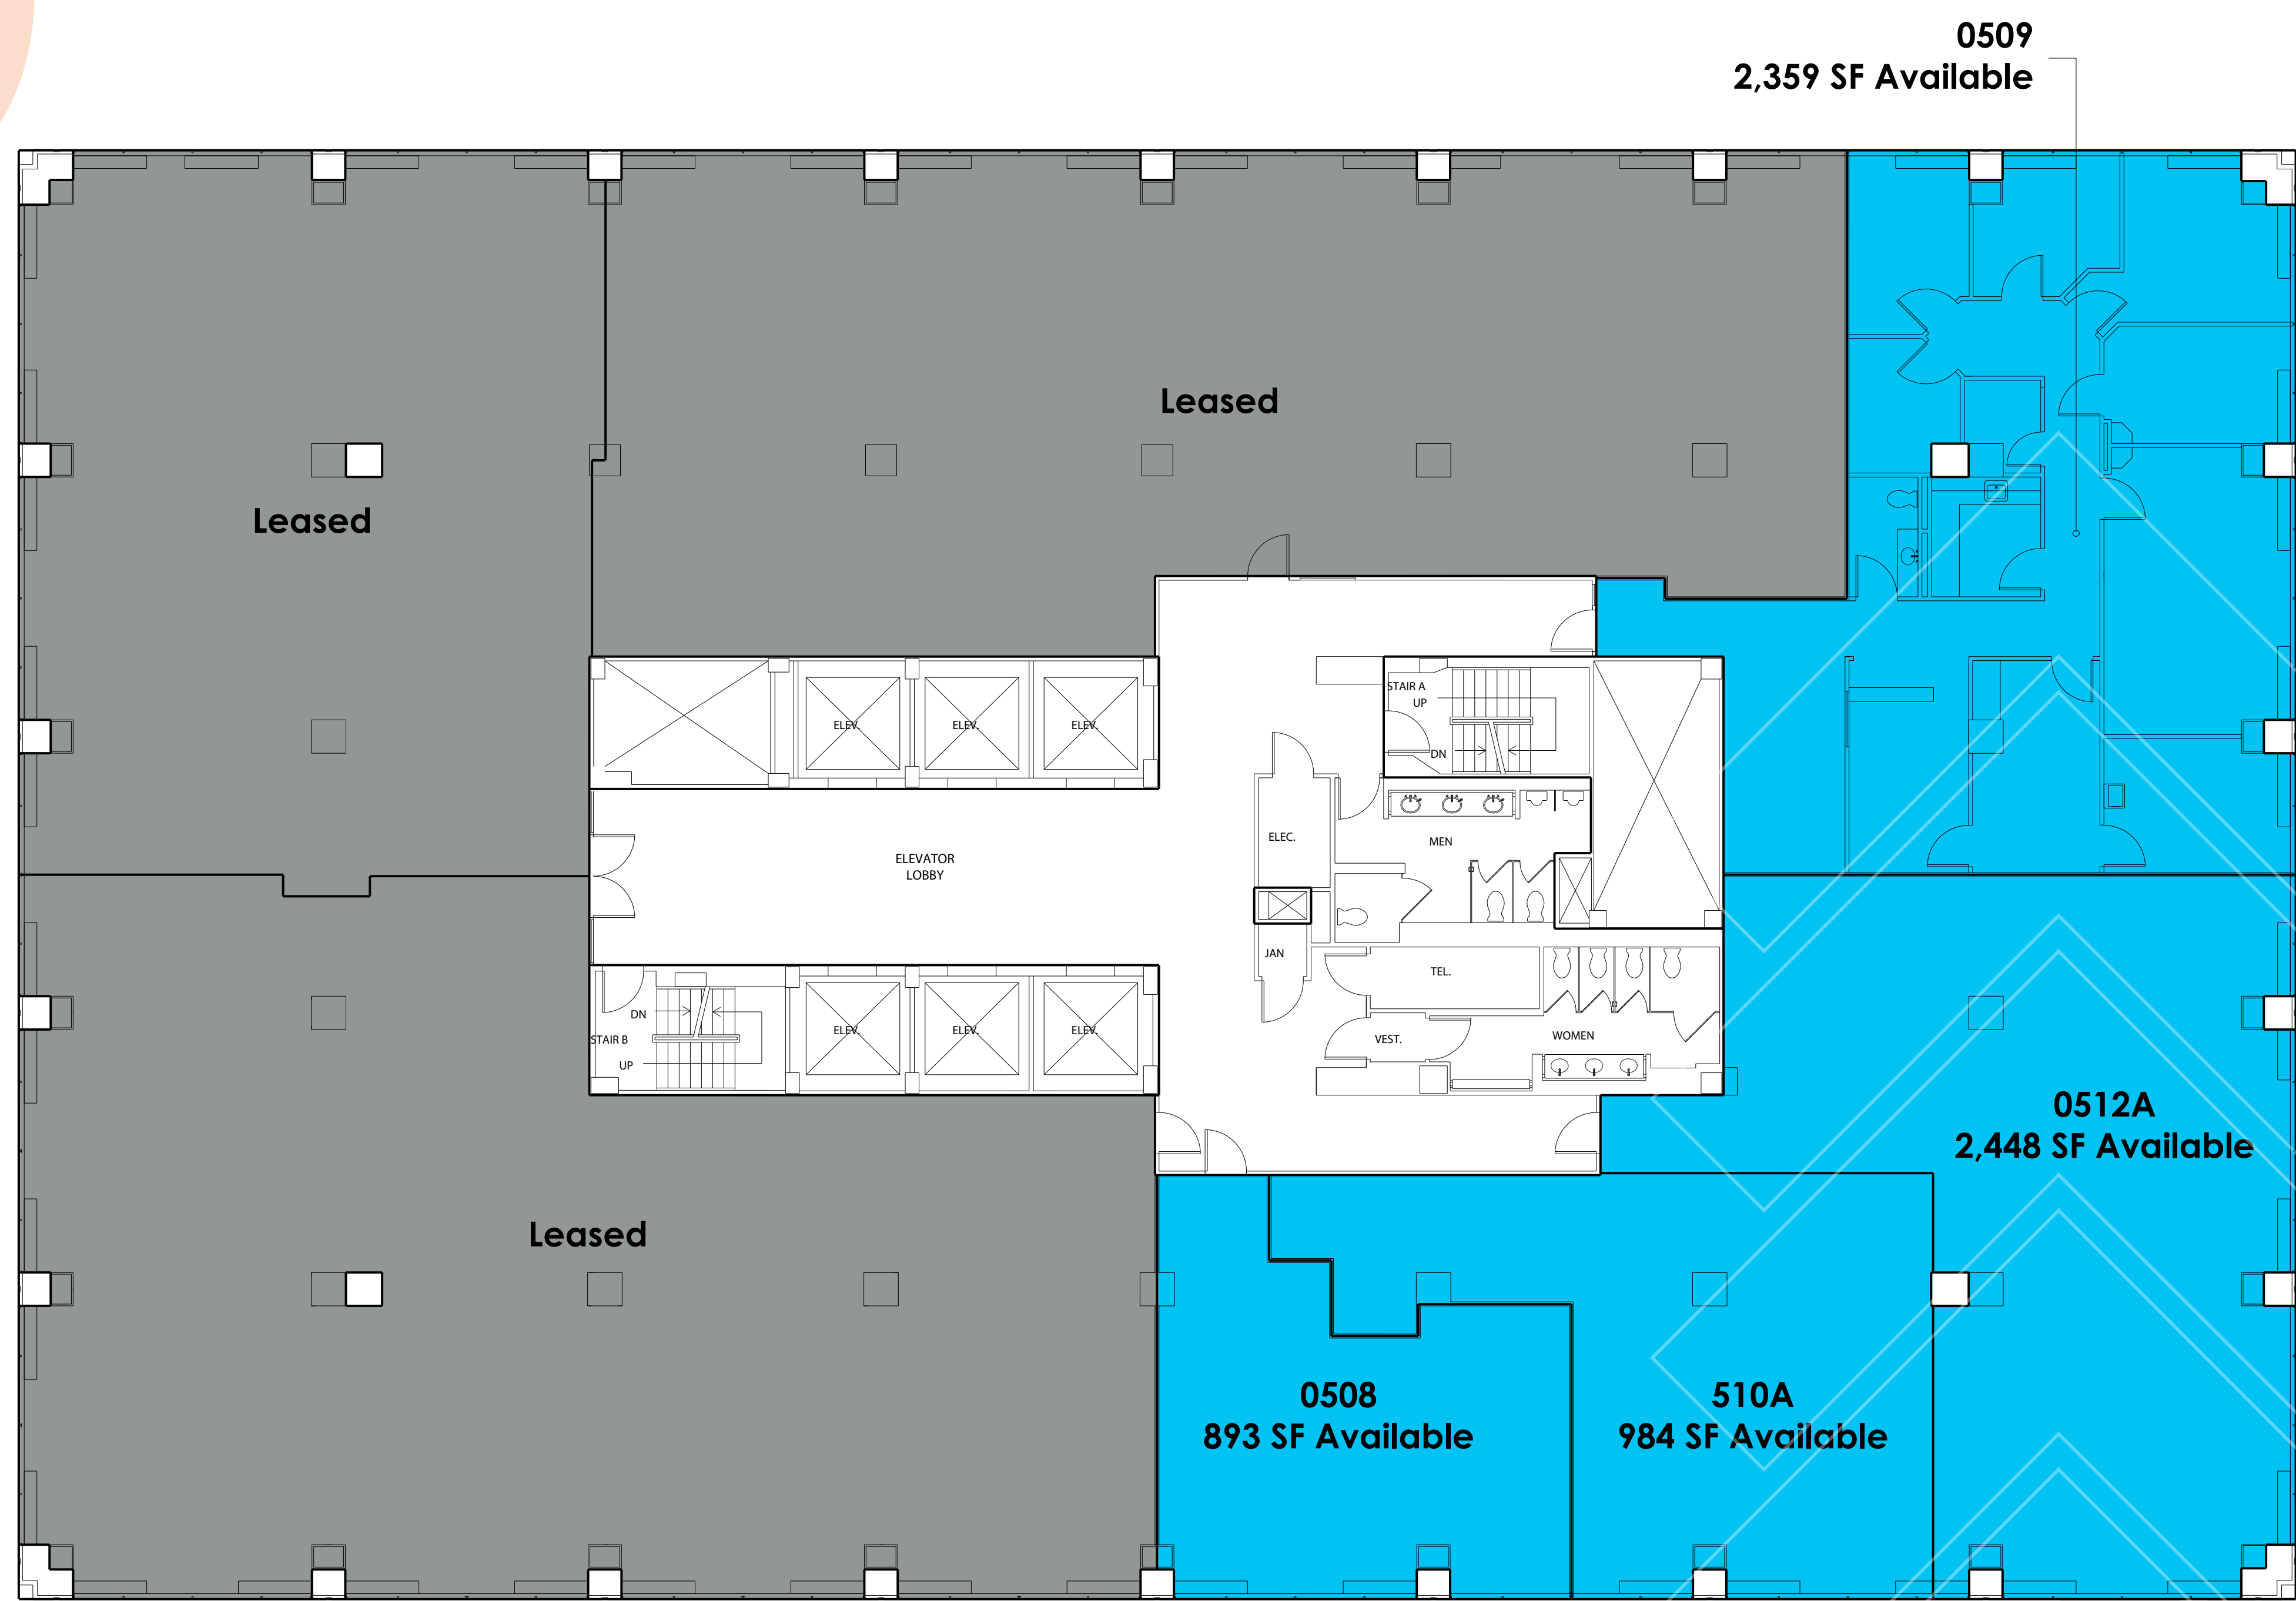 0509
2,359 SF Available
Leased
Leased
STAIR A
UP
DN
ELEV.
ELEV.
ELEV.
ELEC.
MEN
ELEVATOR
LOBBY
JAN
TEL.
DN
STAIR B
UP
ELEV.
ELEV.
ELEV.
VEST.
WOMEN
0512A
2,448 SF Available
Leased
0508
893 SF Available
510A
984 SF Available